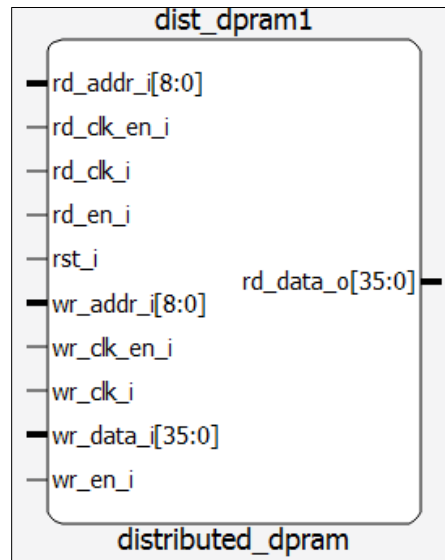 dist_dpram1
rd_addr_i[8:0]
rd_clk_en_i
rd_clk_i
rd_en_i
rst_i
rd_data_o[35:0]
wr_addr_i[8:0]
wr_clk_en_i
wr_clk_i
wr_data_i[35:0]
wr_en_i
distributed_dpram